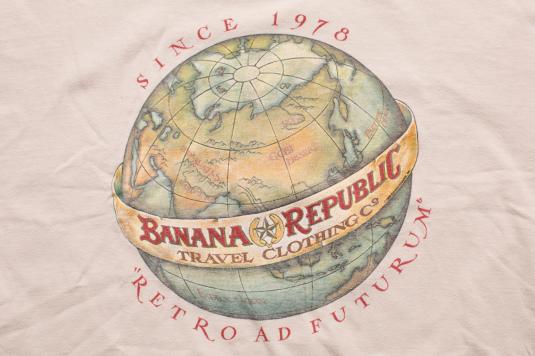 SINCE 1978
BANANA REPUBLIC
TRAVEL CLOTHING Cº
"RETRO AD FUTURUM"